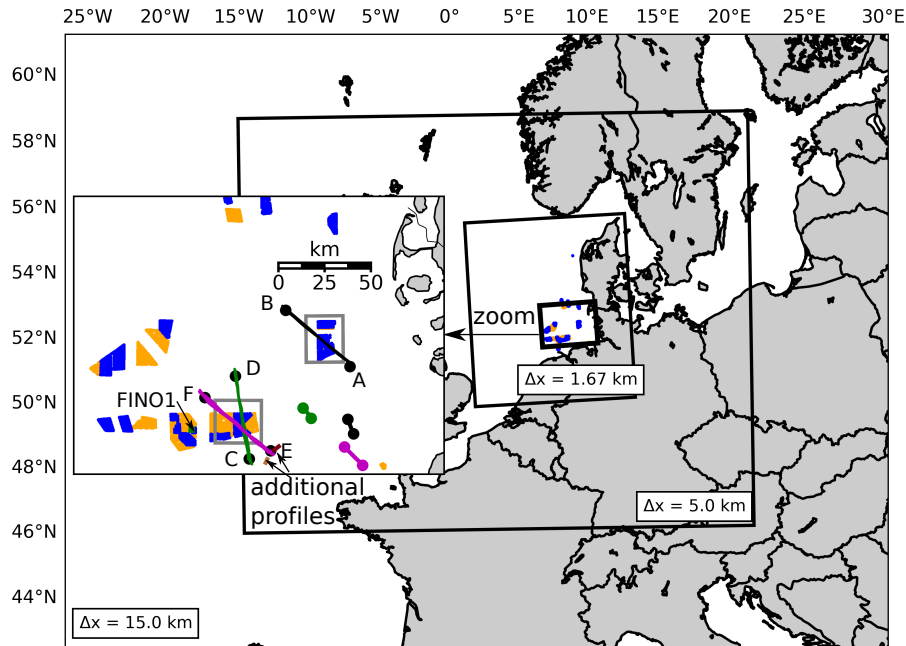 25°W 20°W 15°W 10°W 5°W 0° 5°E 10°E 15°E 20°E 25°E 30°E
60°N
58°N
56°N
54°N
52°N
50°N
48°N
46°N
44°N
km
0 25 50
B
A
D
F
FINO1
C
E
zoom
additional
profiles
Δx = 1.67 km
Δx = 5.0 km
Δx = 15.0 km